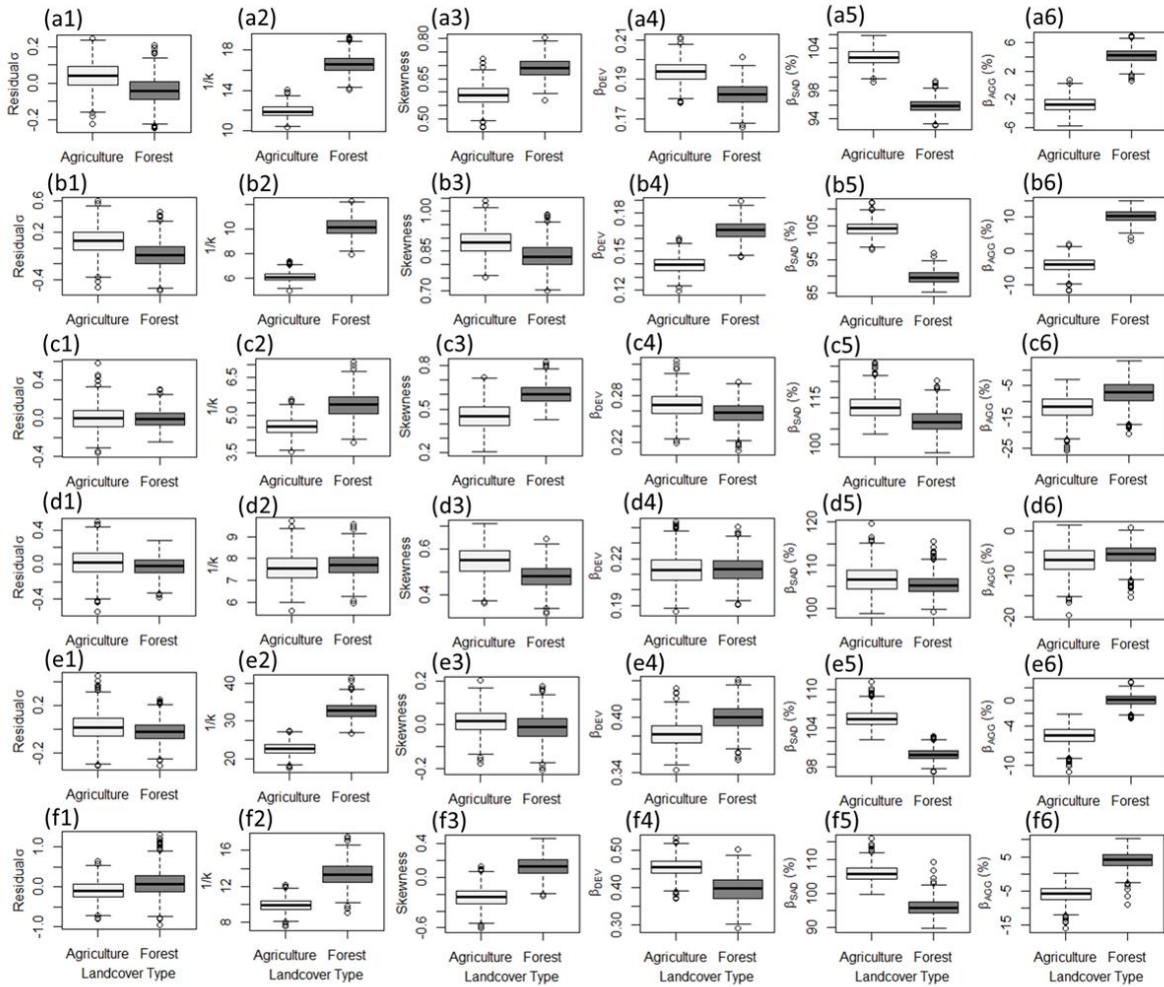 (a1) (a2) (a3) (a4) (a5) (a6)
Residual σ 0.2 0.0 -0.2
1/k 16 14 12 10
Skewness 0.80 0.65 0.50
βDEV 0.21 0.19 0.17
βSAD (%) 104 98 94
βAGG (%) 6 2 -2 -6
Agriculture Forest Agriculture Forest Agriculture Forest Agriculture Forest Agriculture Forest Agriculture Forest
(b1) (b2) (b3) (b4) (b5) (b6)
Residual σ 0.6 0.2 -0.4
1/k 10 8 6
Skewness 1.00 0.85 0.70
βDEV 0.18 0.15 0.12
βSAD (%) 105 95 85
βAGG (%) 10 0 -10
Agriculture Forest Agriculture Forest Agriculture Forest Agriculture Forest Agriculture Forest Agriculture Forest
(c1) (c2) (c3) (c4) (c5) (c6)
Residual σ 0.4 0.0 -0.4
1/k 6.5 5.0 3.5
Skewness 0.8 0.5 0.2
βDEV 0.28 0.26 0.22
βSAD (%) 115 100
βAGG (%) -5 -15 -25
Agriculture Forest Agriculture Forest Agriculture Forest Agriculture Forest Agriculture Forest Agriculture Forest
(d1) (d2) (d3) (d4) (d5) (d6)
Residual σ 0.4 0.0 -0.4
1/k 9 8 7 6
Skewness 0.6 0.4
βDEV 0.22 0.19
βSAD (%) 120 110 100
βAGG (%) 0 -10 -20
Agriculture Forest Agriculture Forest Agriculture Forest Agriculture Forest Agriculture Forest Agriculture Forest
(e1) (e2) (e3) (e4) (e5) (e6)
Residual σ 0.2 -0.2
1/k 40 30 20
Skewness 0.2 0.0 -0.2
βDEV 0.40 0.34
βSAD (%) 110 104 98
βAGG (%) 0 -4 -10
Agriculture Forest Agriculture Forest Agriculture Forest Agriculture Forest Agriculture Forest Agriculture Forest
(f1) (f2) (f3) (f4) (f5) (f6)
Residual σ 1.0 0.0 -1.0
1/k 16 13 10 8
Skewness 0.4 0.0 -0.6
βDEV 0.50 0.40 0.30
βSAD (%) 110 100 90
βAGG (%) 5 -5 -15
Agriculture Forest Agriculture Forest Agriculture Forest Agriculture Forest Agriculture Forest Agriculture Forest
Landcover Type Landcover Type Landcover Type Landcover Type Landcover Type Landcover Type